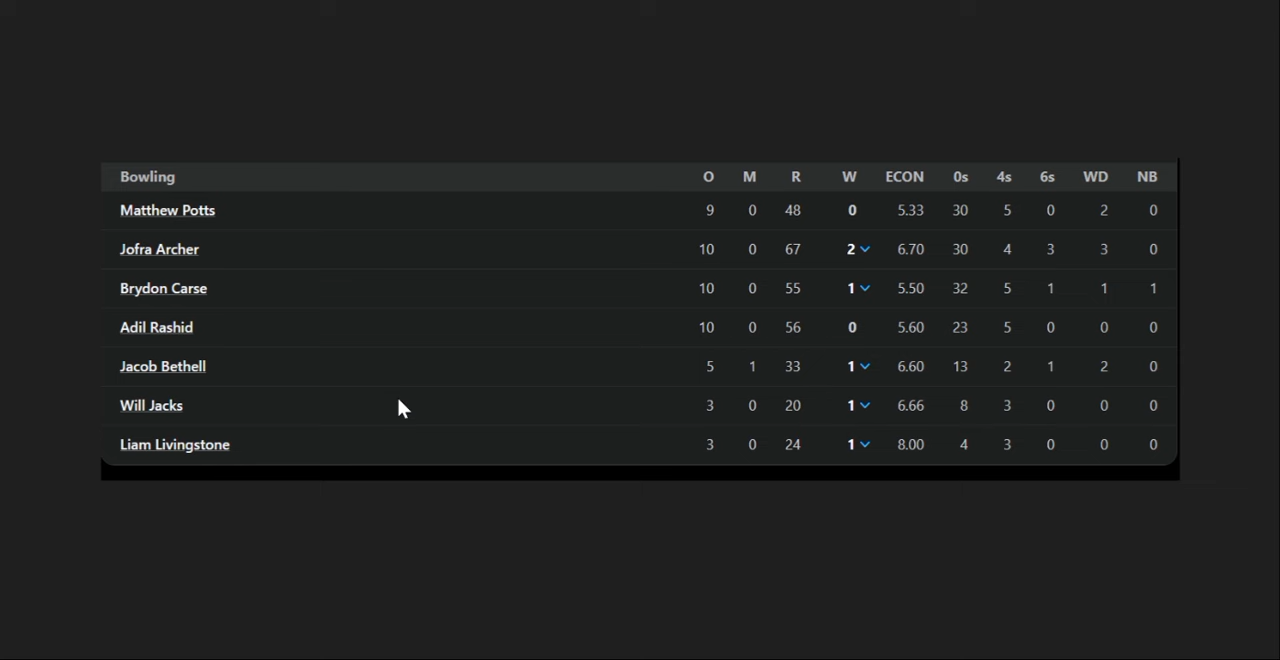 Bowling O M R W ECON 0s 4s 6s WD NB
Matthew Potts 9 0 48 0 5.33 30 5 0 2 0
Jofra Archer 10 0 67 2 6.70 30 4 3 3 0
Brydon Carse 10 0 55 1 5.50 32 5 1 1 1
Adil Rashid 10 0 56 0 5.60 23 5 0 0 0
Jacob Bethell 5 1 33 1 6.60 13 2 1 2 0
Will Jacks 3 0 20 1 6.66 8 3 0 0 0
Liam Livingstone 3 0 24 1 8.00 4 3 0 0 0